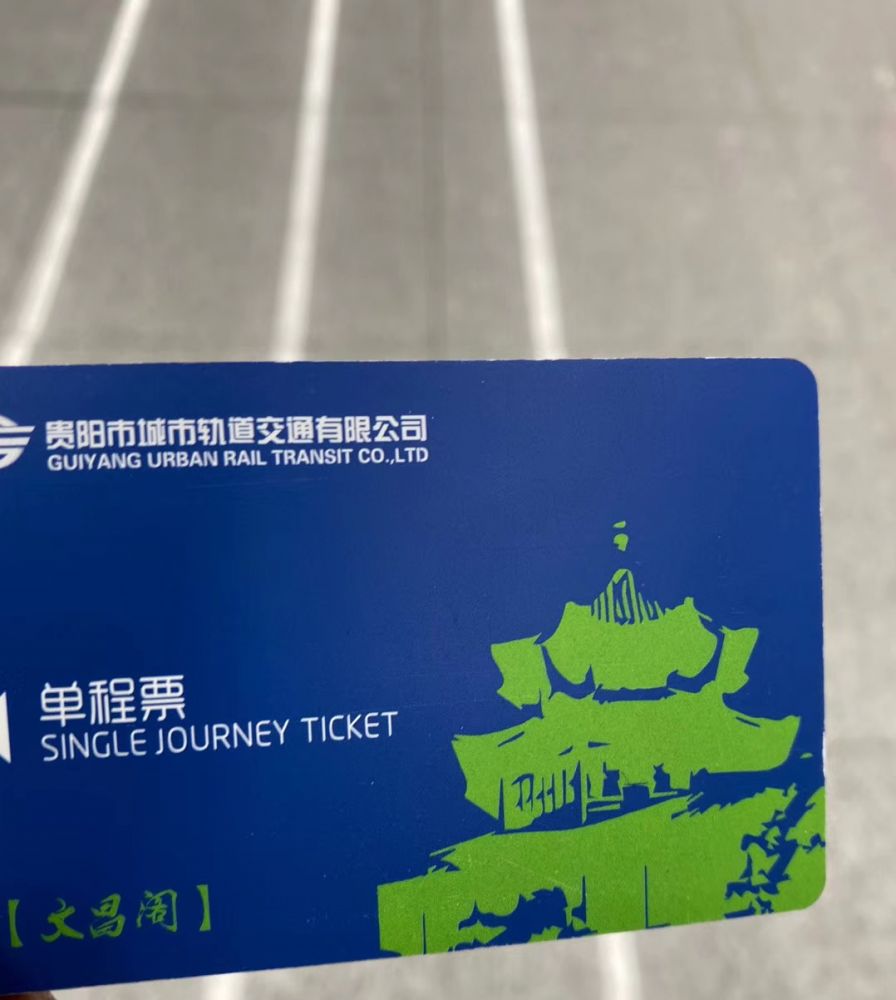 贵阳市城市轨道交通有限公司
GUIYANG URBAN RAIL TRANSIT CO.,LTD
单程票
SINGLE JOURNEY TICKET
【文昌阁】